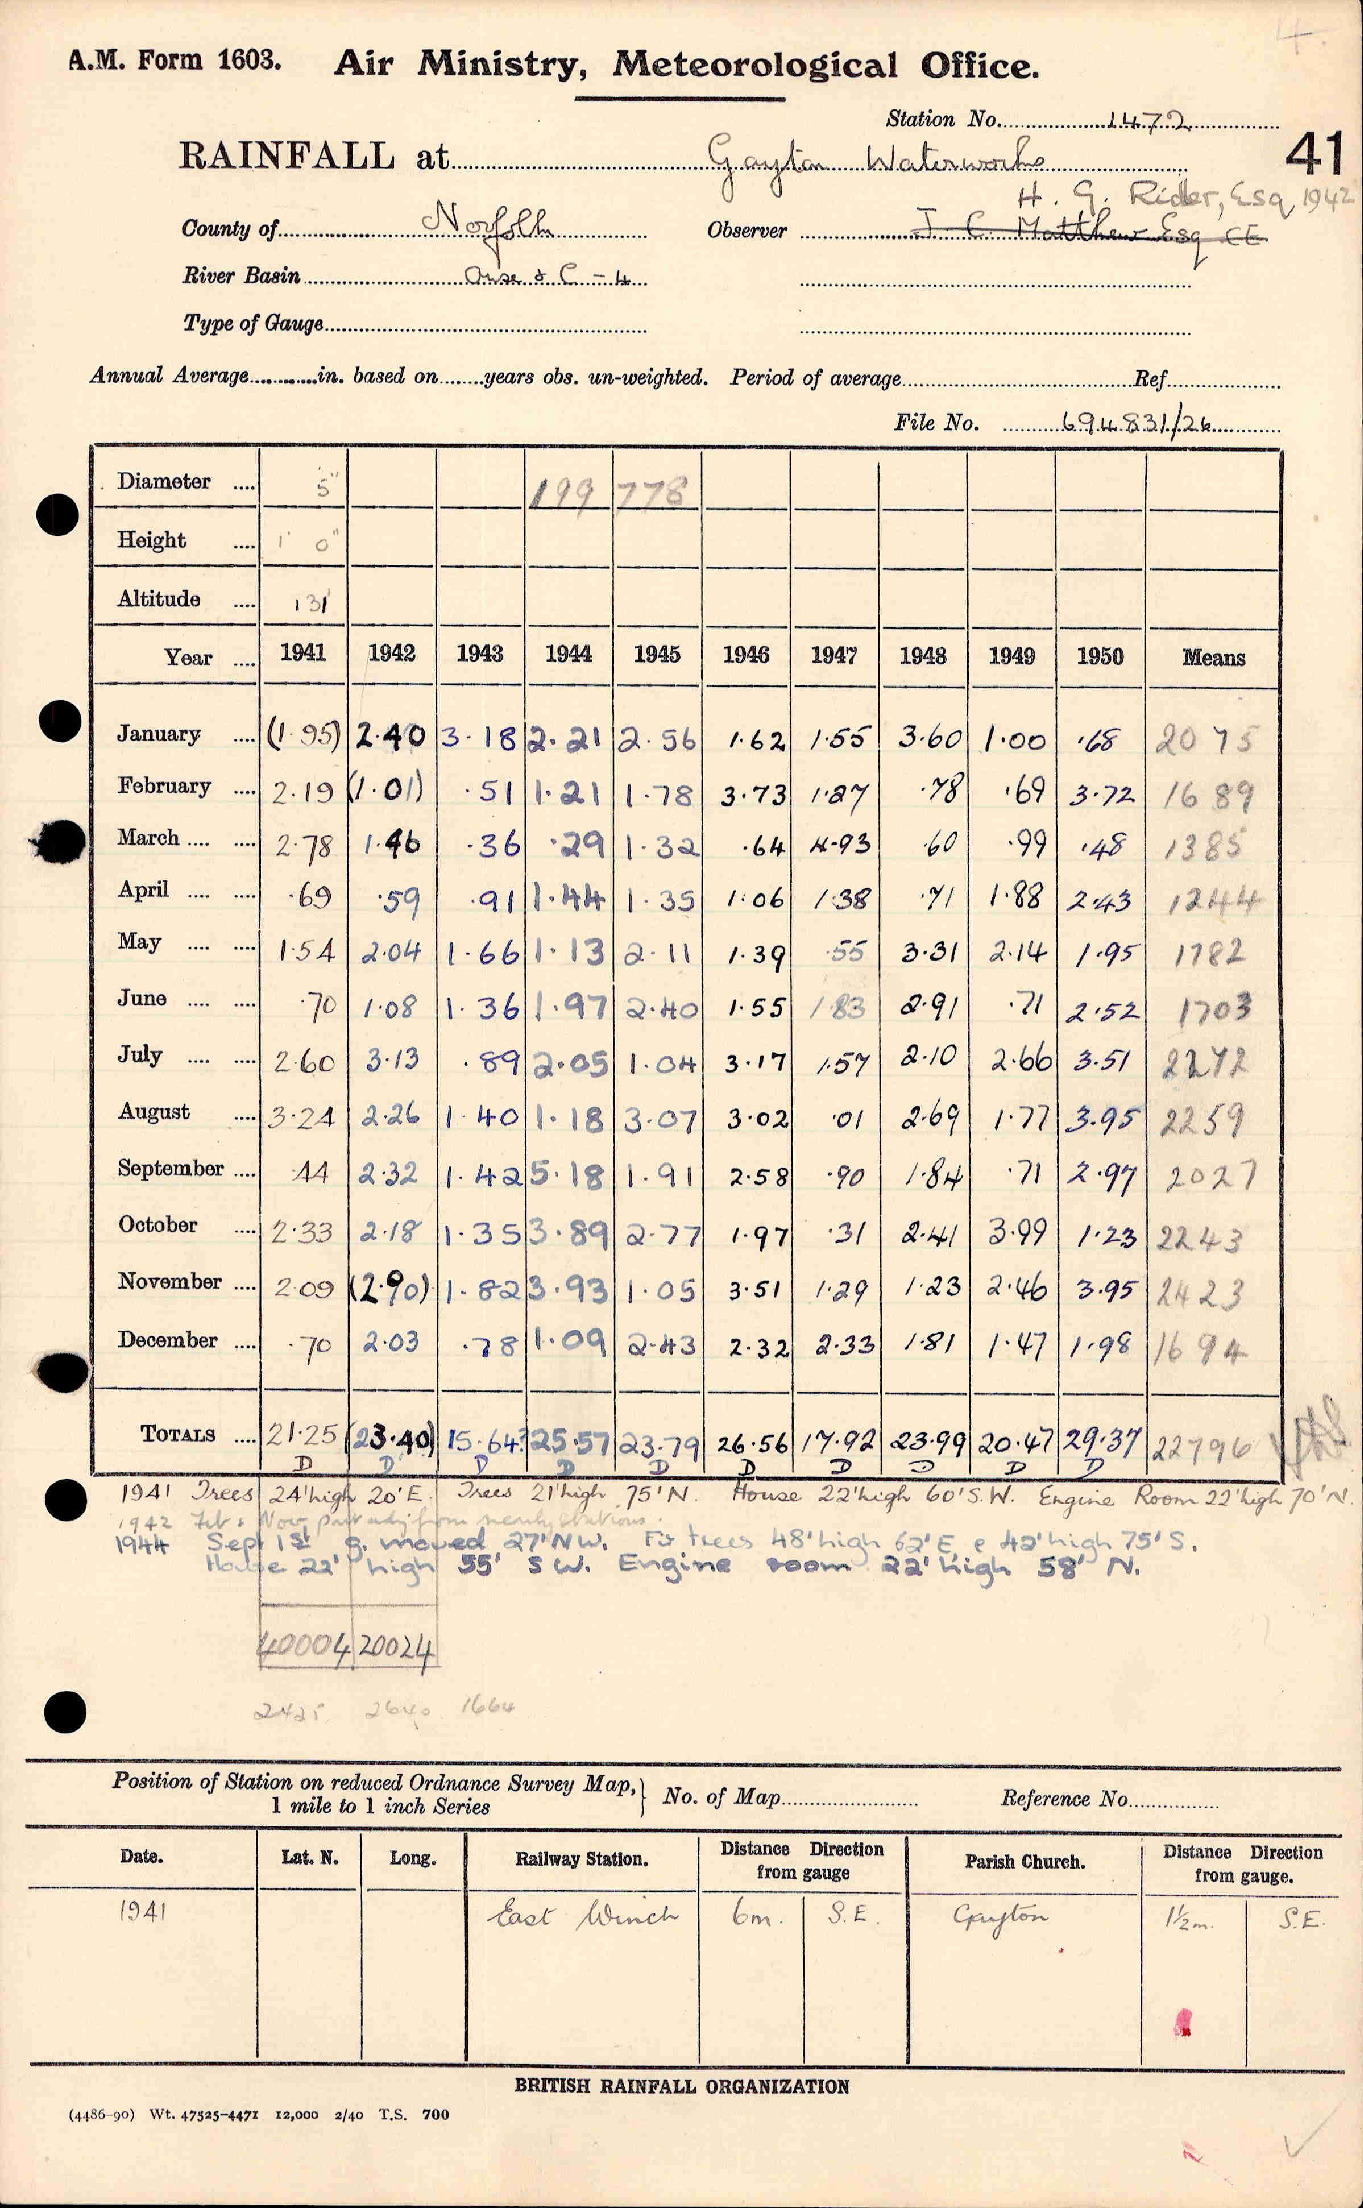 4.
A.M. Form 1603. Air Ministry, Meteorological Office.
Station No. 1472
RAINFALL at Gayton Waterworks
41
H. G. Rider, Esq 1942
County of Norfolk Observer J C Matthew Esq CE
River Basin Ouse & C - 4
Type of Gauge
Annual Average in. based on years obs. un-weighted. Period of average Ref.
File No. 694831/26
Diameter .... 5" 199 778
Height .... 1' 0"
Altitude .... 131'
Year .... 1941 1942 1943 1944 1945 1946 1947 1948 1949 1950 Means
January .... (1.95) 2.40 3.18 2.21 2.56 1.62 1.55 3.60 1.00 .68 2075
February .... 2.19 (1.01) .51 1.21 1.78 3.73 1.27 .78 .69 3.72 1689
March .... .... 2.78 1.46 .36 .29 1.32 .64 4.93 .60 .99 .48 1385
April .... .... .69 .59 .91 1.44 1.35 1.06 1.38 .71 1.88 2.43 1244
May .... .... 1.54 2.04 1.66 1.13 2.11 1.39 .55 3.31 2.14 1.95 1782
June .... .... .70 1.08 1.36 1.97 2.40 1.55 1.83 2.91 .71 2.52 1703
July .... .... 2.60 3.13 .89 2.05 1.04 3.17 1.57 2.10 2.66 3.51 2272
August .... 3.24 2.26 1.40 1.18 3.07 3.02 .01 2.69 1.77 3.95 2259
September .... .44 2.32 1.42 5.18 1.91 2.58 .90 1.84 .71 2.97 2027
October .... 2.33 2.18 1.35 3.89 2.77 1.97 .31 2.41 3.99 1.23 2243
November .... 2.09 (2.90) 1.82 3.93 1.05 3.51 1.29 1.23 2.46 3.95 2423
December .... .70 2.03 .78 1.09 2.43 2.32 2.33 1.81 1.47 1.98 1694
TOTALS .... 21.25 (23.40) 15.64? 25.57 23.79 26.56 17.92 23.99 20.47 29.37 22796
D D D D D D D D D D
1941 Trees 24' high 20' E. Trees 21' high 75' N. House 22' high 60' S.W. Engine Room 22' high 70' N.
1942 Feb & Nov, part adj from nearby stations.
1944 Sept 1st g. moved 27' NW. Fir trees 48' high 62' E & 42' high 75' S.
House 22' high 55' S W. Engine room 22' high 58' N.
40004 20024
2425 2640 1664
Position of Station on reduced Ordnance Survey Map,} No. of Map Reference No.
1 mile to 1 inch Series
Date. Lat. N. Long. Railway Station. Distance Direction from gauge Parish Church. Distance Direction from gauge.
1941 East Winch 6m. S.E. Gayton 1½m. S.E.
BRITISH RAINFALL ORGANIZATION
(4486-90) Wt. 47525-4471 12,000 2/40 T.S. 700